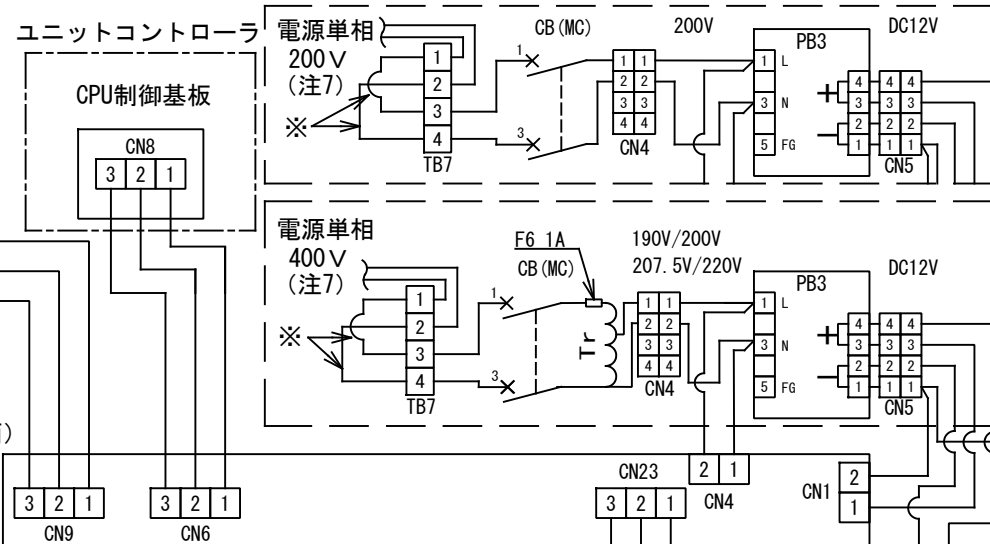 ユニットコントローラ
CPU制御基板
CN8
3 2 1
電源単相
200V
(注7)
※
1
2
3
4
TB7
CB(MC)
1
3
200V
1 1
2 2
3 3
4 4
CN4
PB3
1 L
3 N
5 FG
DC12V
+
−
4 4 4
3 3 3
2 2 2
1 1 1
CN5
電源単相
400V
(注7)
※
1
2
3
4
TB7
F6 1A
CB(MC)
1
3
Tr
190V/200V
207.5V/220V
1 1
2 2
3 3
4 4
CN4
PB3
1 L
3 N
5 FG
DC12V
+
−
4 4 4
3 3 3
2 2 2
1 1 1
CN5
)
3 2 1
CN9
3 2 1
CN6
CN23
3 2 1
2 1
CN4
CN1
2
1